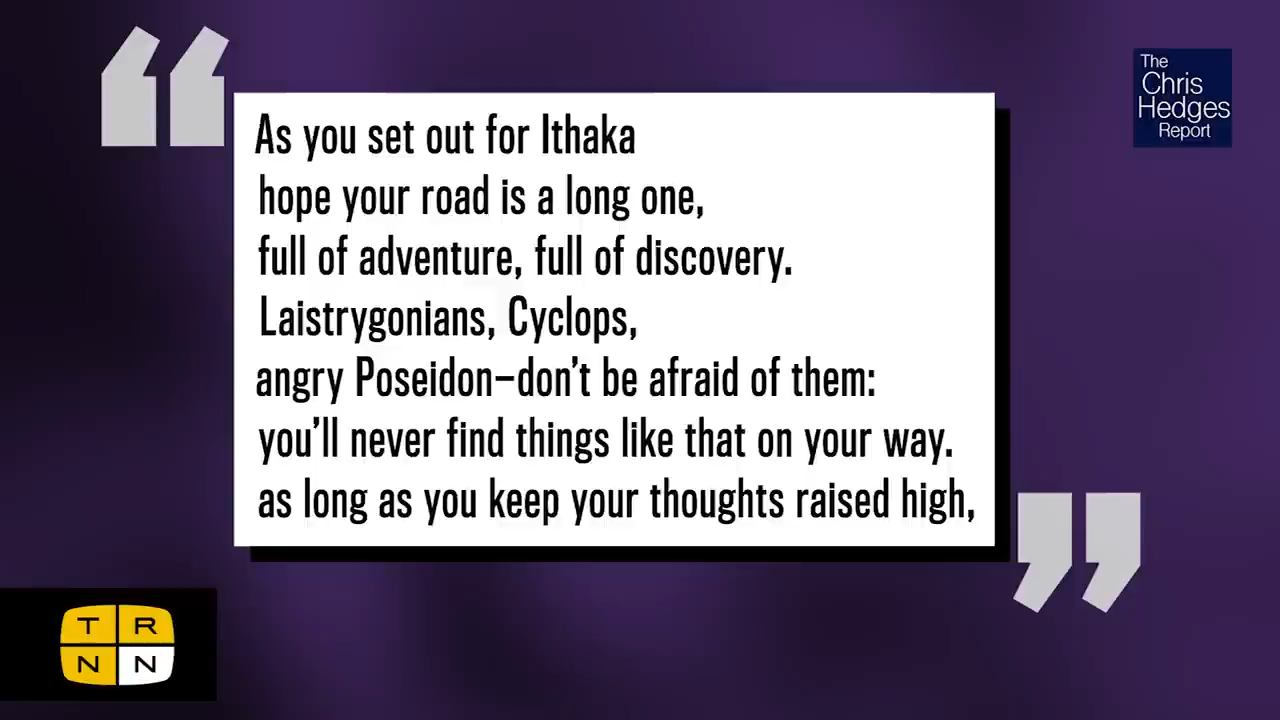 The
Chris
Hedges
Report
As you set out for Ithaka
hope your road is a long one,
full of adventure, full of discovery.
Laistrygonians, Cyclops,
angry Poseidon–don’t be afraid of them:
you’ll never find things like that on your way.
as long as you keep your thoughts raised high,
T R
N N